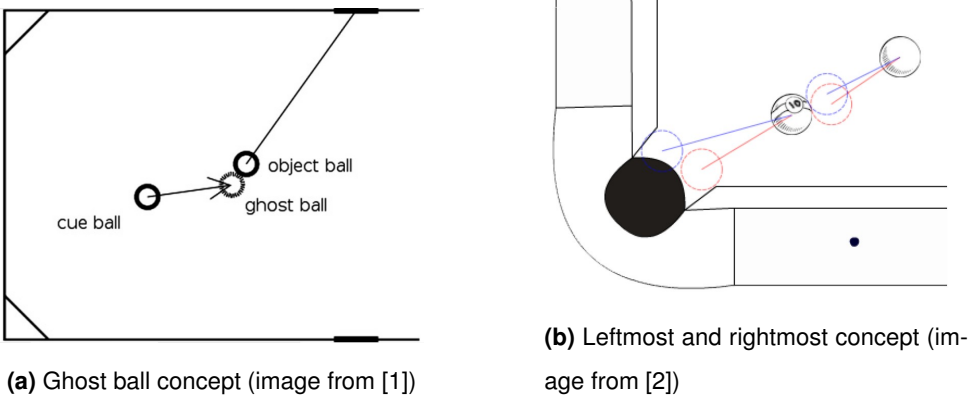 object ball
ghost ball
cue ball
(a) Ghost ball concept (image from [1])
10
(b) Leftmost and rightmost concept (im-
age from [2])